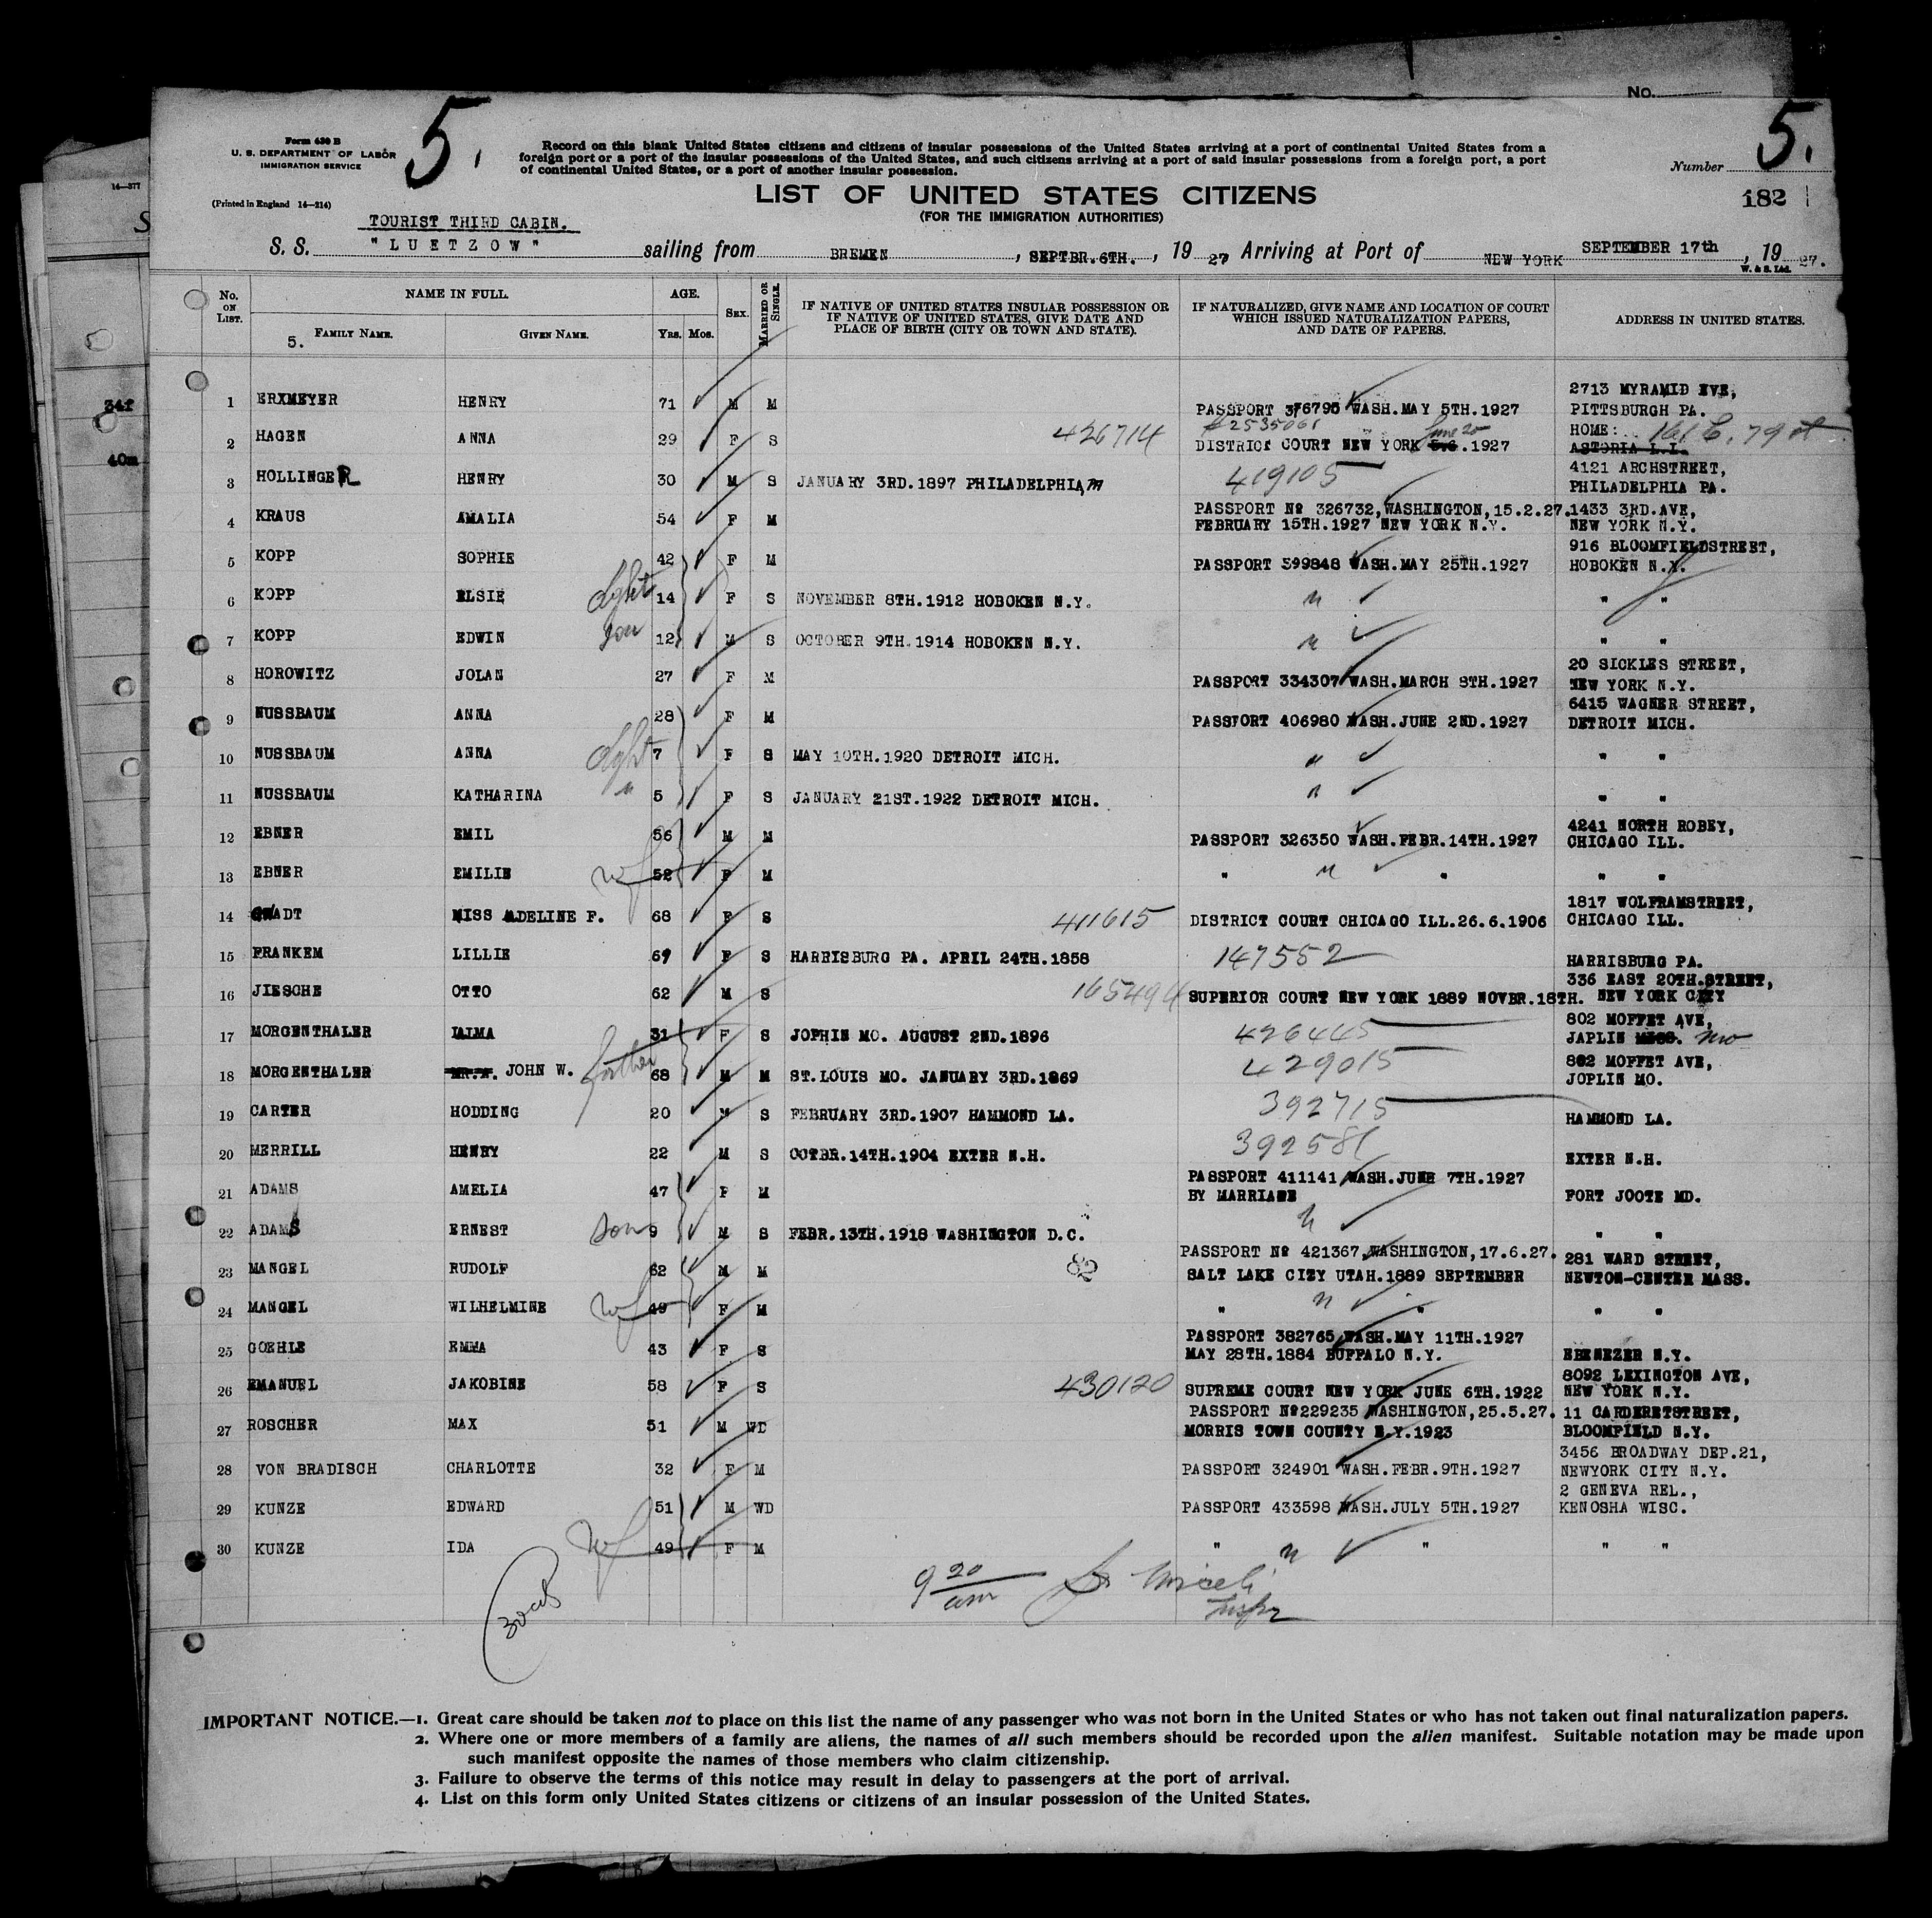 No.
14—377
34f
40m
Form 630 B
U. S. DEPARTMENT OF LABOR
IMMIGRATION SERVICE
(Printed in England 14—214)
5.
Record on this blank United States citizens and citizens of insular possessions of the United States arriving at a port of continental United States from a
foreign port or a port of the insular possessions of the United States, and such citizens arriving at a port of said insular possessions from a foreign port, a port
of continental United States, or a port of another insular possession.
Number 5.
182
LIST OF UNITED STATES CITIZENS
(FOR THE IMMIGRATION AUTHORITIES)
TOURIST THIRD CABIN.
S. S. "LUETZOW" sailing from BREMEN, SEPTBR.6TH., 19 27 Arriving at Port of NEW YORK SEPTEMBER 17th, 19 27.
W. & S. Ltd.
No. ON LIST. NAME IN FULL. AGE. SEX. MARRIED OR SINGLE. IF NATIVE OF UNITED STATES INSULAR POSSESSION OR IF NATIVE OF UNITED STATES, GIVE DATE AND PLACE OF BIRTH (CITY OR TOWN AND STATE). IF NATURALIZED, GIVE NAME AND LOCATION OF COURT WHICH ISSUED NATURALIZATION PAPERS, AND DATE OF PAPERS. ADDRESS IN UNITED STATES.
5. FAMILY NAME. GIVEN NAME. YRS. MOS.
1 ERXMEYER HENRY 71 M M PASSPORT 376795 WASH.MAY 5TH.1927 2713 MYRAMID EVE, PITTSBURGH PA.
2 HAGEN ANNA 29 F S 426714 #2535061 DISTRICT COURT NEW YORK June 20 .1927 HOME: 161 E. 79 st ASTORIA L.I.
3 HOLLINGER HENRY 30 M S JANUARY 3RD.1897 PHILADELPHIA 419105 4121 ARCHSTREET, PHILADELPHIA PA.
4 KRAUS AMALIA 54 F M PASSPORT Nº 326732,WASHINGTON,15.2.27. FEBRUARY 15TH.1927 NEW YORK N.Y. 1433 3RD.AVE, NEW YORK N.Y.
5 KOPP SOPHIE 42 F M PASSPORT 399848 WASH.MAY 25TH.1927 916 BLOOMFIELDSTREET, HOBOKEN N.Y.
6 KOPP ELSIE dght 14 F S NOVEMBER 8TH.1912 HOBOKEN N.Y. " " "
7 KOPP EDWIN son 12 M S OCTOBER 9TH.1914 HOBOKEN N.Y. " " "
8 HOROWITZ JOLAN 27 F M PASSPORT 334307 WASH.MARCH 8TH.1927 20 SICKLES STREET, NEW YORK N.Y.
9 NUSSBAUM ANNA 28 F M PASSPORT 406980 WASH.JUNE 2ND.1927 6415 WAGNER STREET, DETROIT MICH.
10 NUSSBAUM ANNA dght 7 F S MAY 10TH.1920 DETROIT MICH. " " "
11 NUSSBAUM KATHARINA " 5 F S JANUARY 21ST.1922 DETROIT MICH. " " "
12 EBNER EMIL 56 M M PASSPORT 326350 WASH.FEBR.14TH.1927 4241 NORTH ROBEY, CHICAGO ILL.
13 EBNER EMILIE wf 52 F M " " " " "
14 MISS ADELINE F. 68 F S 411615 DISTRICT COURT CHICAGO ILL.26.6.1906 1817 WOLFRAMSTREET, CHICAGO ILL.
15 FRANKEM LILLIE 69 F S HARRISBURG PA. APRIL 24TH.1858 147552 HARRISBURG PA.
16 JIESCHE OTTO 62 M S 165494 SUPERIOR COURT NEW YORK 1889 NOVBR.18TH. 336 EAST 20TH.STREET, NEW YORK CITY
17 MORGENTHALER 31 F S JOPHIN MO. AUGUST 2ND.1896 426445 802 MOFFET AVE, JAPLIN MESS. Mo
18 MORGENTHALER JOHN W. father 68 M M ST.LOUIS MO. JANUARY 3RD.1869 429015 802 MOFFET AVE, JOPLIN MO.
19 CARTER HODDING 20 M S FEBRUARY 3RD.1907 HAMMOND LA. 392715 HAMMOND LA.
20 MERRILL HENRY 22 M S OCTBR.14TH.1904 EXTER N.H. 392581 EXTER N.H.
21 ADAMS AMELIA 47 F M PASSPORT 411141 WASH.JUNE 7TH.1927 BY MARRIAGE FORT JOOTE MD.
22 ADAMS ERNEST son 9 M S FEBR.13TH.1918 WASHINGTON D.C. " " "
23 MANGEL RUDOLF 62 M M 82 PASSPORT Nº 421367,WASHINGTON,17.6.27. SALT LAKE CIZY UTAH.1889 SEPTEMBER 281 WARD STREET, NEWTON-CENTER MASS.
24 MANGEL WILHELMINE wf 49 F M " " " " "
25 GOEHLE EMMA 43 F S PASSPORT 382765,WASH.MAY 11TH.1927 MAY 28TH.1884 BUFFALO N.Y. EBENEZER N.Y.
26 EMANUEL JAKOBINE 58 F S 430120 SUPREME COURT NEW YORK JUNE 6TH.1922 8092 LEXINGTON AVE, NEW YORK N.Y.
27 ROSCHER MAX 51 M WD PASSPORT Nº229235 WASHINGTON,25.5.27. MORRIS TOWN COUNTY N.Y.1923 11 CARDERETSTREET, BLOOMFIELD N.Y.
28 VON BRADISCH CHARLOTTE 32 F M PASSPORT 324901 WASH.FEBR.9TH.1927 3456 BROADWAY DEP.21, NEWYORK CITY N.Y.
29 KUNZE EDWARD 51 M WD PASSPORT 433598 WASH.JULY 5TH.1927 2 GENEVA REL., KENOSHA WISC.
30 KUNZE IDA wf 49 F M " " " " "
9 20 am Miceli Inspr
30 us
IMPORTANT NOTICE.—1. Great care should be taken not to place on this list the name of any passenger who was not born in the United States or who has not taken out final naturalization papers.
2. Where one or more members of a family are aliens, the names of all such members should be recorded upon the alien manifest. Suitable notation may be made upon
such manifest opposite the names of those members who claim citizenship.
3. Failure to observe the terms of this notice may result in delay to passengers at the port of arrival.
4. List on this form only United States citizens or citizens of an insular possession of the United States.